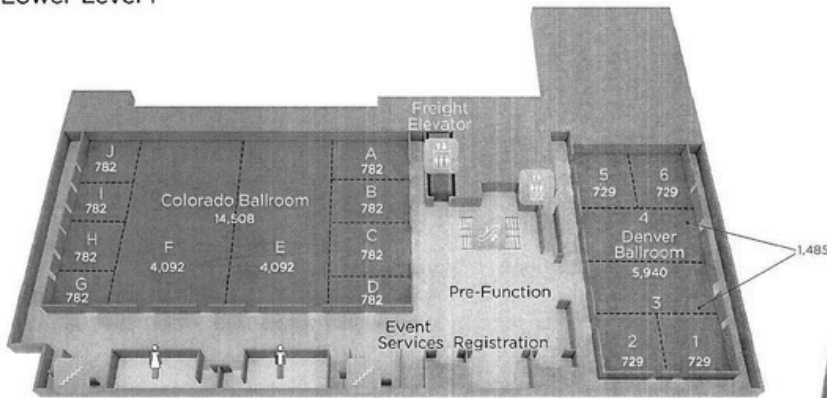 Lower Level 1
Freight
Elevator
J
782
A
782
5
729
6
729
I
782
Colorado Ballroom
14,508
B
782
4
Denver
Ballroom
5,940
1,485
H
782
F
4,092
E
4,092
C
782
G
782
D
782
Pre-Function
3
Event
Services
Registration
2
729
1
729